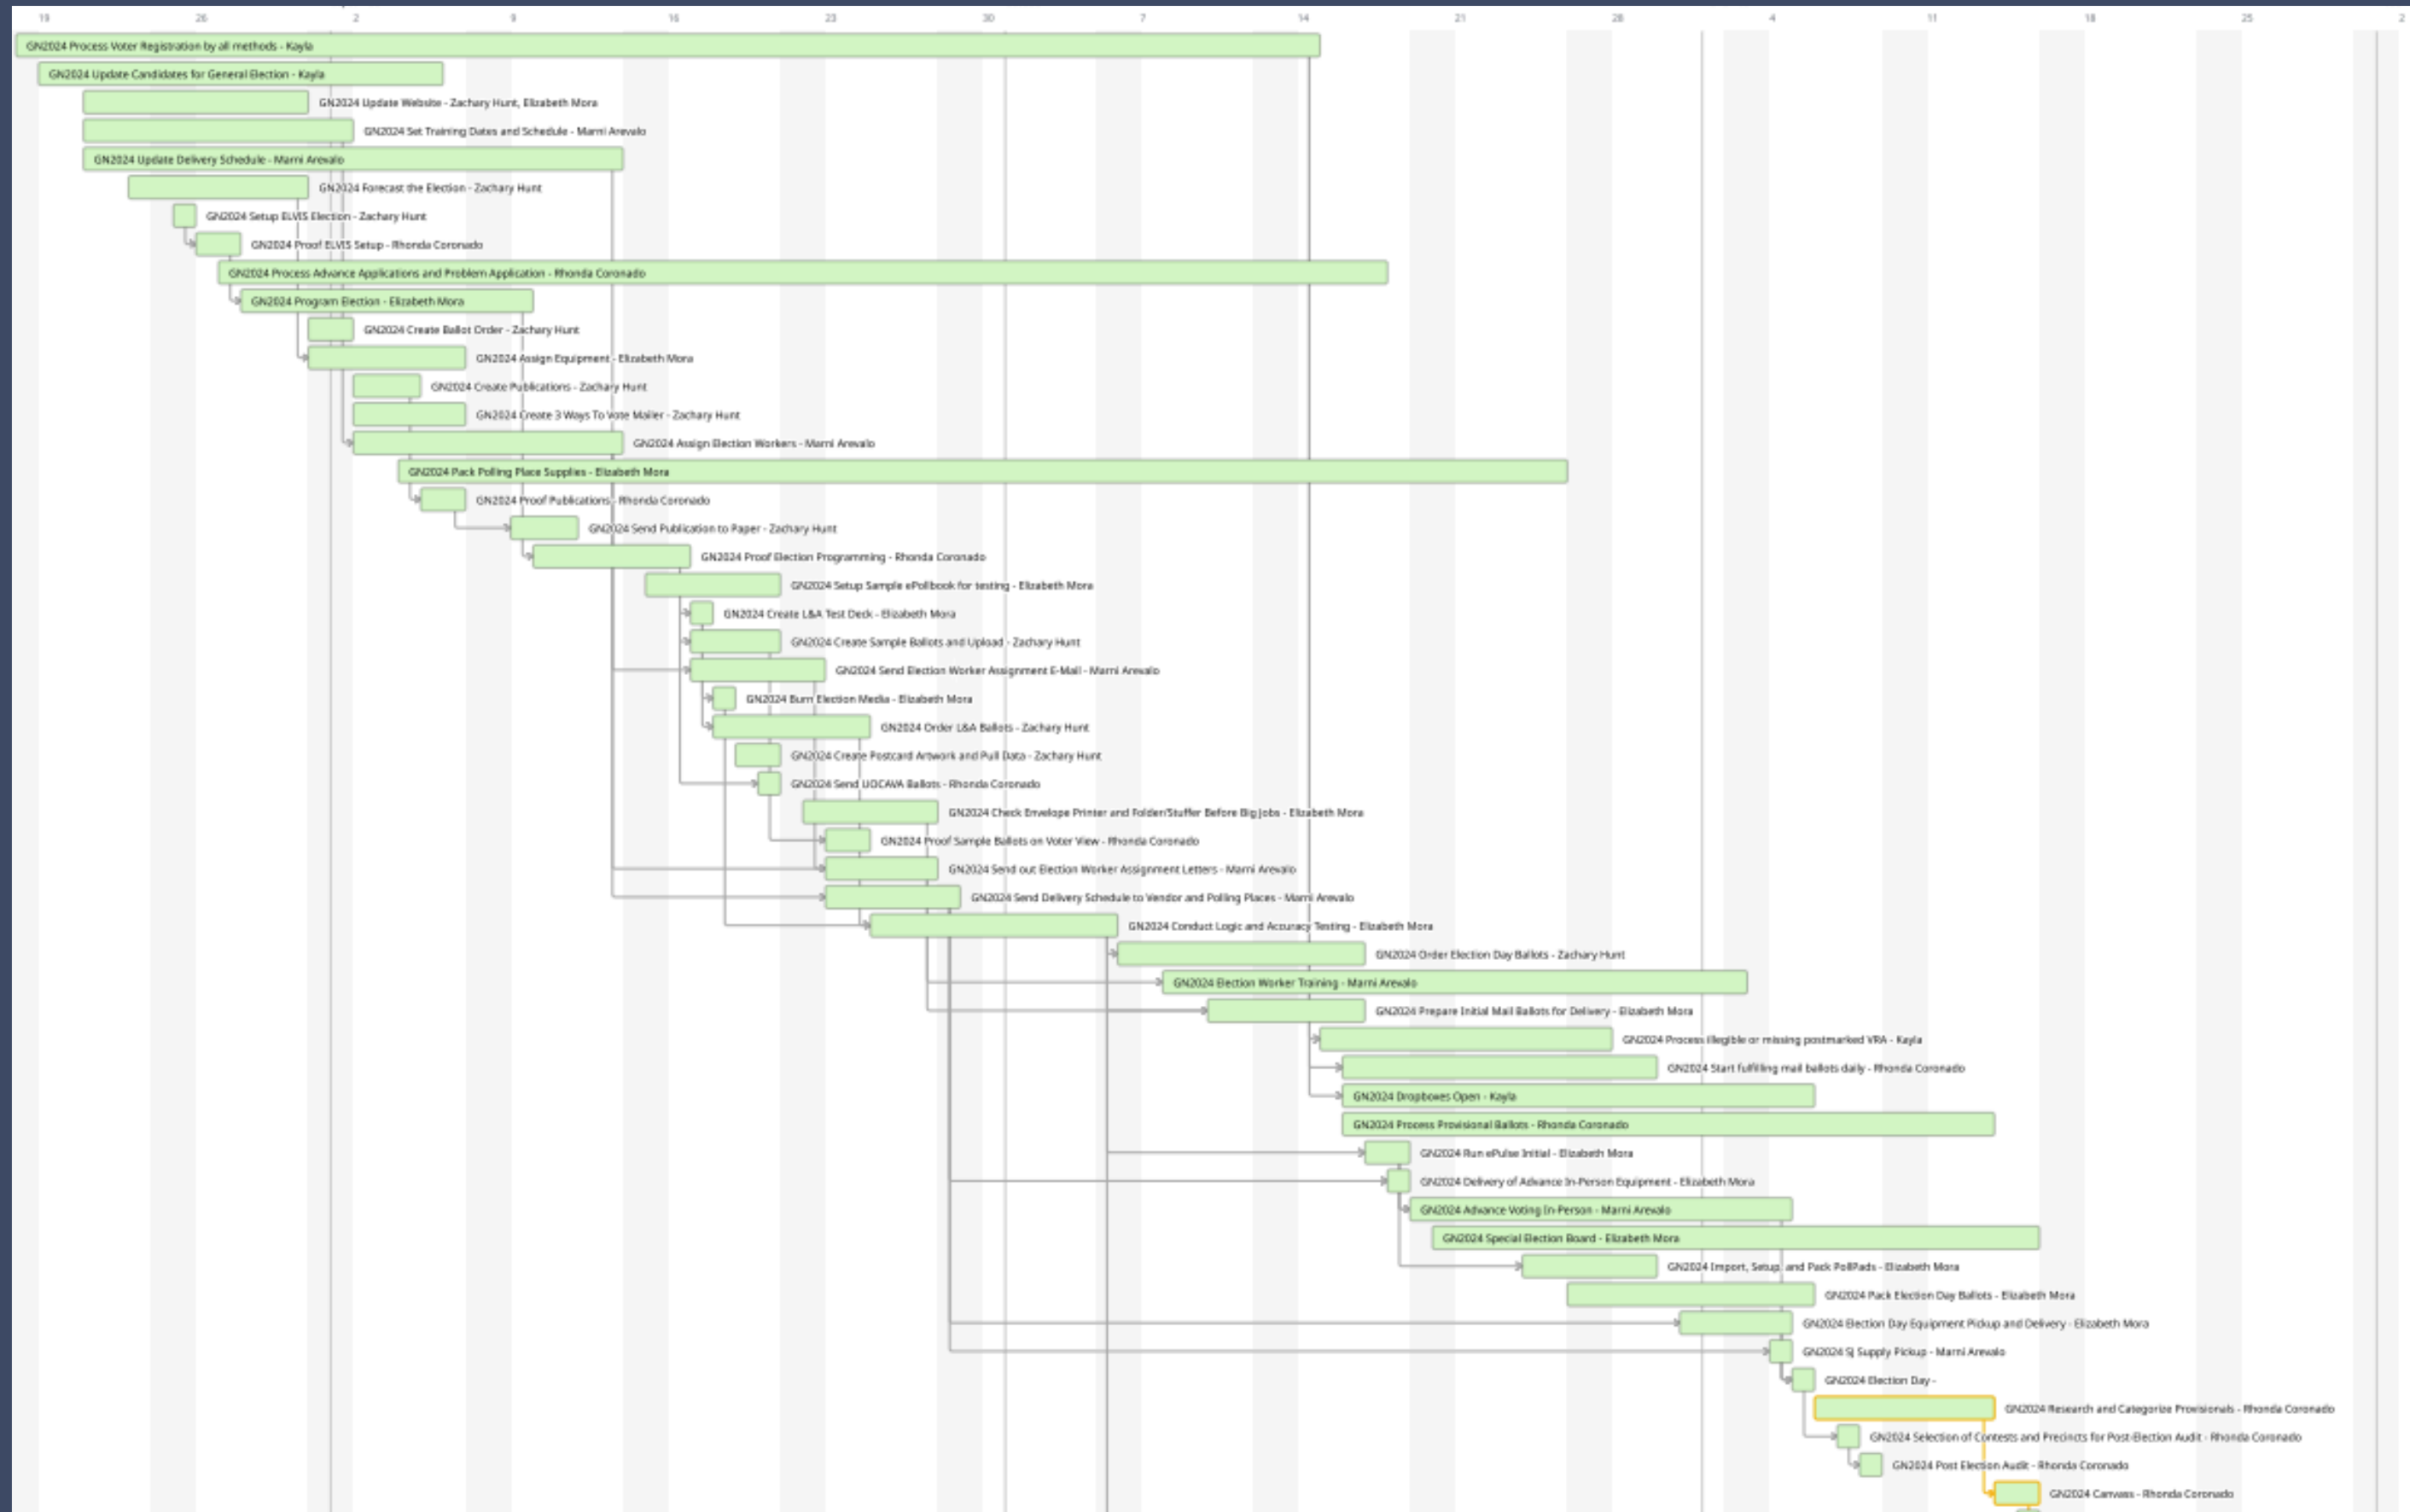 19 26 2 9 16 23 30 7 14 21 28 4 11 18 25 2
GN2024 Process Voter Registration by all methods - Kayla
GN2024 Update Candidates for General Election - Kayla
GN2024 Update Website - Zachary Hunt, Elizabeth Mora
GN2024 Set Training Dates and Schedule - Marni Arevalo
GN2024 Update Delivery Schedule - Marni Arevalo
GN2024 Forecast the Election - Zachary Hunt
GN2024 Setup ELVIS Election - Zachary Hunt
GN2024 Proof ELVIS Setup - Rhonda Coronado
GN2024 Process Advance Applications and Problem Application - Rhonda Coronado
GN2024 Program Election - Elizabeth Mora
GN2024 Create Ballot Order - Zachary Hunt
GN2024 Assign Equipment - Elizabeth Mora
GN2024 Create Publications - Zachary Hunt
GN2024 Create 3 Ways To Vote Mailer - Zachary Hunt
GN2024 Assign Election Workers - Marni Arevalo
GN2024 Pack Polling Place Supplies - Elizabeth Mora
GN2024 Proof Publications - Rhonda Coronado
GN2024 Send Publication to Paper - Zachary Hunt
GN2024 Proof Election Programming - Rhonda Coronado
GN2024 Setup Sample ePollbook for testing - Elizabeth Mora
GN2024 Create L&A Test Deck - Elizabeth Mora
GN2024 Create Sample Ballots and Upload - Zachary Hunt
GN2024 Send Election Worker Assignment E-Mail - Marni Arevalo
GN2024 Burn Election Media - Elizabeth Mora
GN2024 Order L&A Ballots - Zachary Hunt
GN2024 Create Postcard Artwork and Pull Data - Zachary Hunt
GN2024 Send UOCAVA Ballots - Rhonda Coronado
GN2024 Check Envelope Printer and Folder/Stuffer Before Big Jobs - Elizabeth Mora
GN2024 Proof Sample Ballots on Voter View - Rhonda Coronado
GN2024 Send out Election Worker Assignment Letters - Marni Arevalo
GN2024 Send Delivery Schedule to Vendor and Polling Places - Marni Arevalo
GN2024 Conduct Logic and Accuracy Testing - Elizabeth Mora
GN2024 Order Election Day Ballots - Zachary Hunt
GN2024 Election Worker Training - Marni Arevalo
GN2024 Prepare Initial Mail Ballots for Delivery - Elizabeth Mora
GN2024 Process illegible or missing postmarked VRA - Kayla
GN2024 Start fulfilling mail ballots daily - Rhonda Coronado
GN2024 Dropboxes Open - Kayla
GN2024 Process Provisional Ballots - Rhonda Coronado
GN2024 Run ePulse Initial - Elizabeth Mora
GN2024 Delivery of Advance In-Person Equipment - Elizabeth Mora
GN2024 Advance Voting In-Person - Marni Arevalo
GN2024 Special Election Board - Elizabeth Mora
GN2024 Import, Setup, and Pack PollPads - Elizabeth Mora
GN2024 Pack Election Day Ballots - Elizabeth Mora
GN2024 Election Day Equipment Pickup and Delivery - Elizabeth Mora
GN2024 SJ Supply Pickup - Marni Arevalo
GN2024 Election Day -
GN2024 Research and Categorize Provisionals - Rhonda Coronado
GN2024 Selection of Contests and Precincts for Post-Election Audit - Rhonda Coronado
GN2024 Post Election Audit - Rhonda Coronado
GN2024 Canvass - Rhonda Coronado